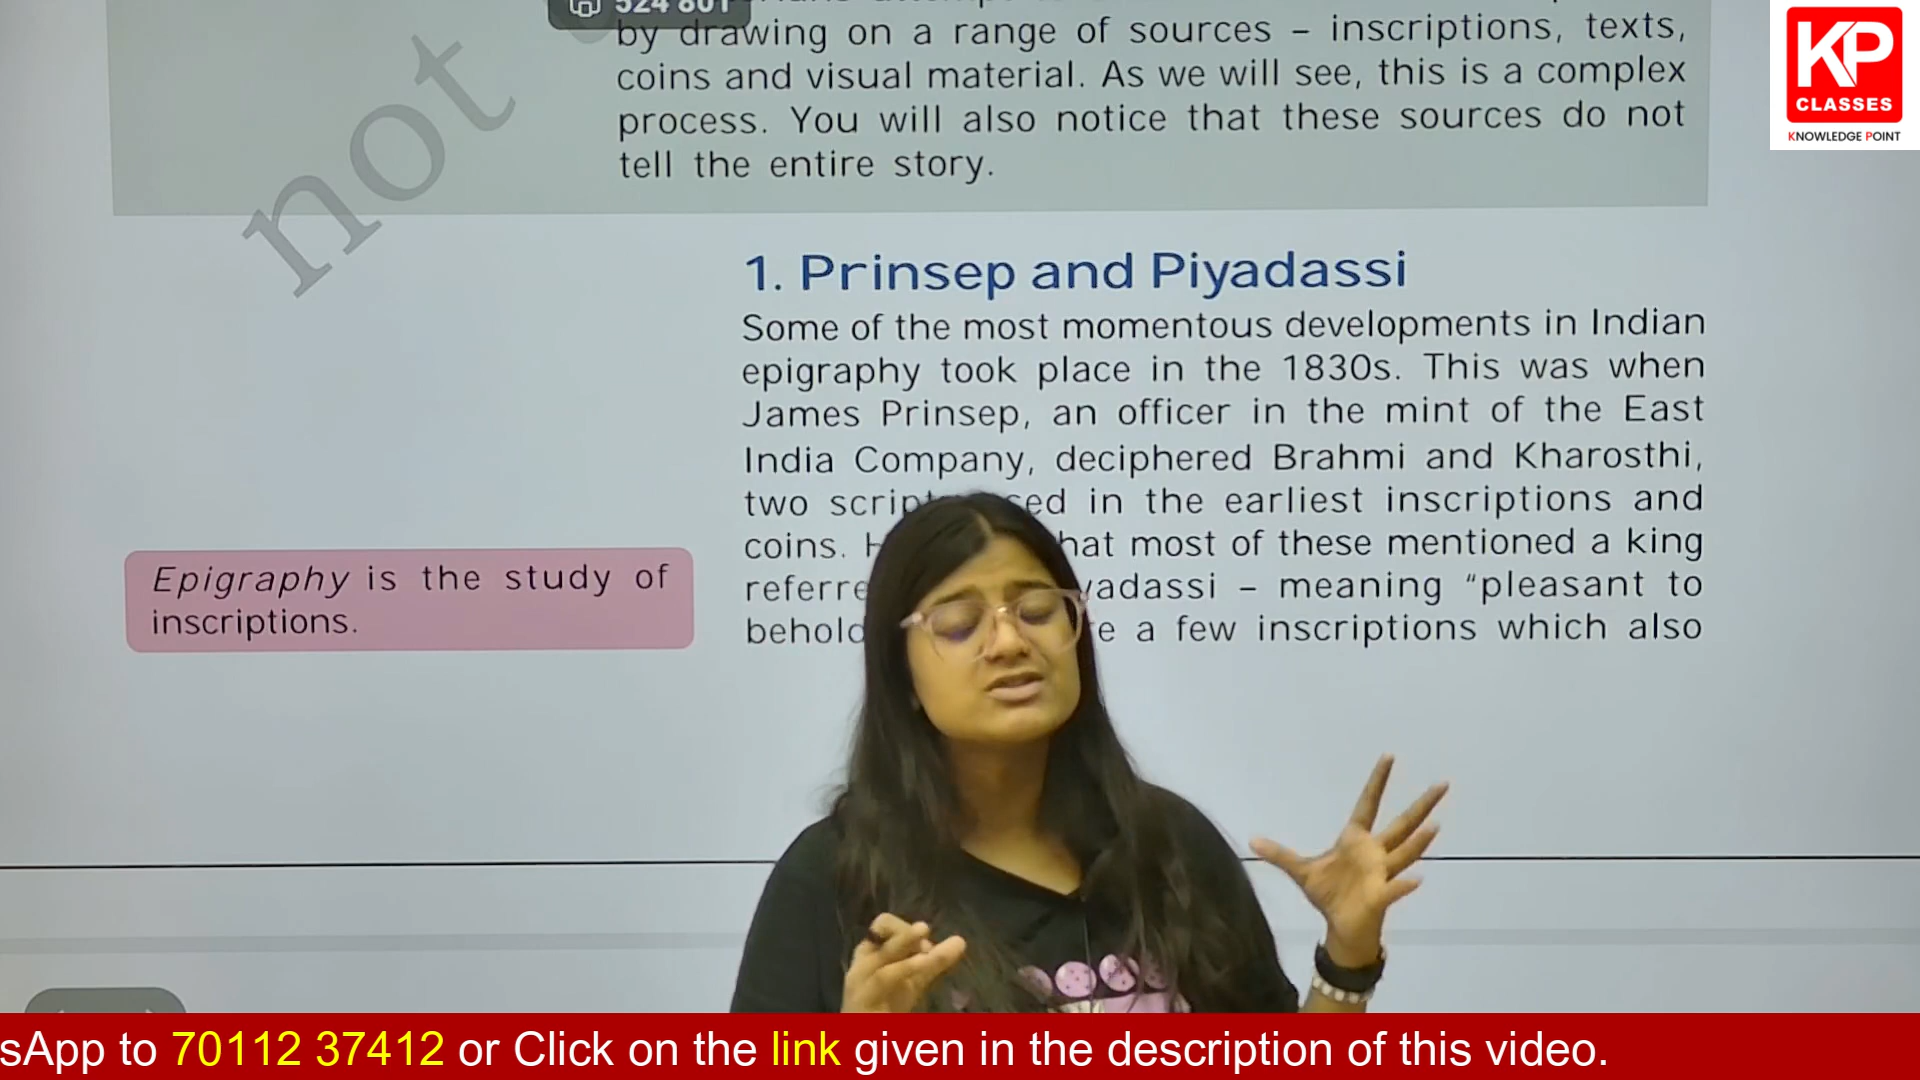 524 801
by drawing on a range of sources – inscriptions, texts,
coins and visual material. As we will see, this is a complex
process. You will also notice that these sources do not
tell the entire story.
not
KP
CLASSES
KNOWLEDGE POINT
1. Prinsep and Piyadassi
Some of the most momentous developments in Indian
epigraphy took place in the 1830s. This was when
James Prinsep, an officer in the mint of the East
India Company, deciphered Brahmi and Kharosthi,
two in the earliest inscriptions and
coins. most of these mentioned a king
– meaning “pleasant to
a few inscriptions which also
Epigraphy is the study of
inscriptions.
sApp to 70112 37412 or Click on the link given in the description of this video.